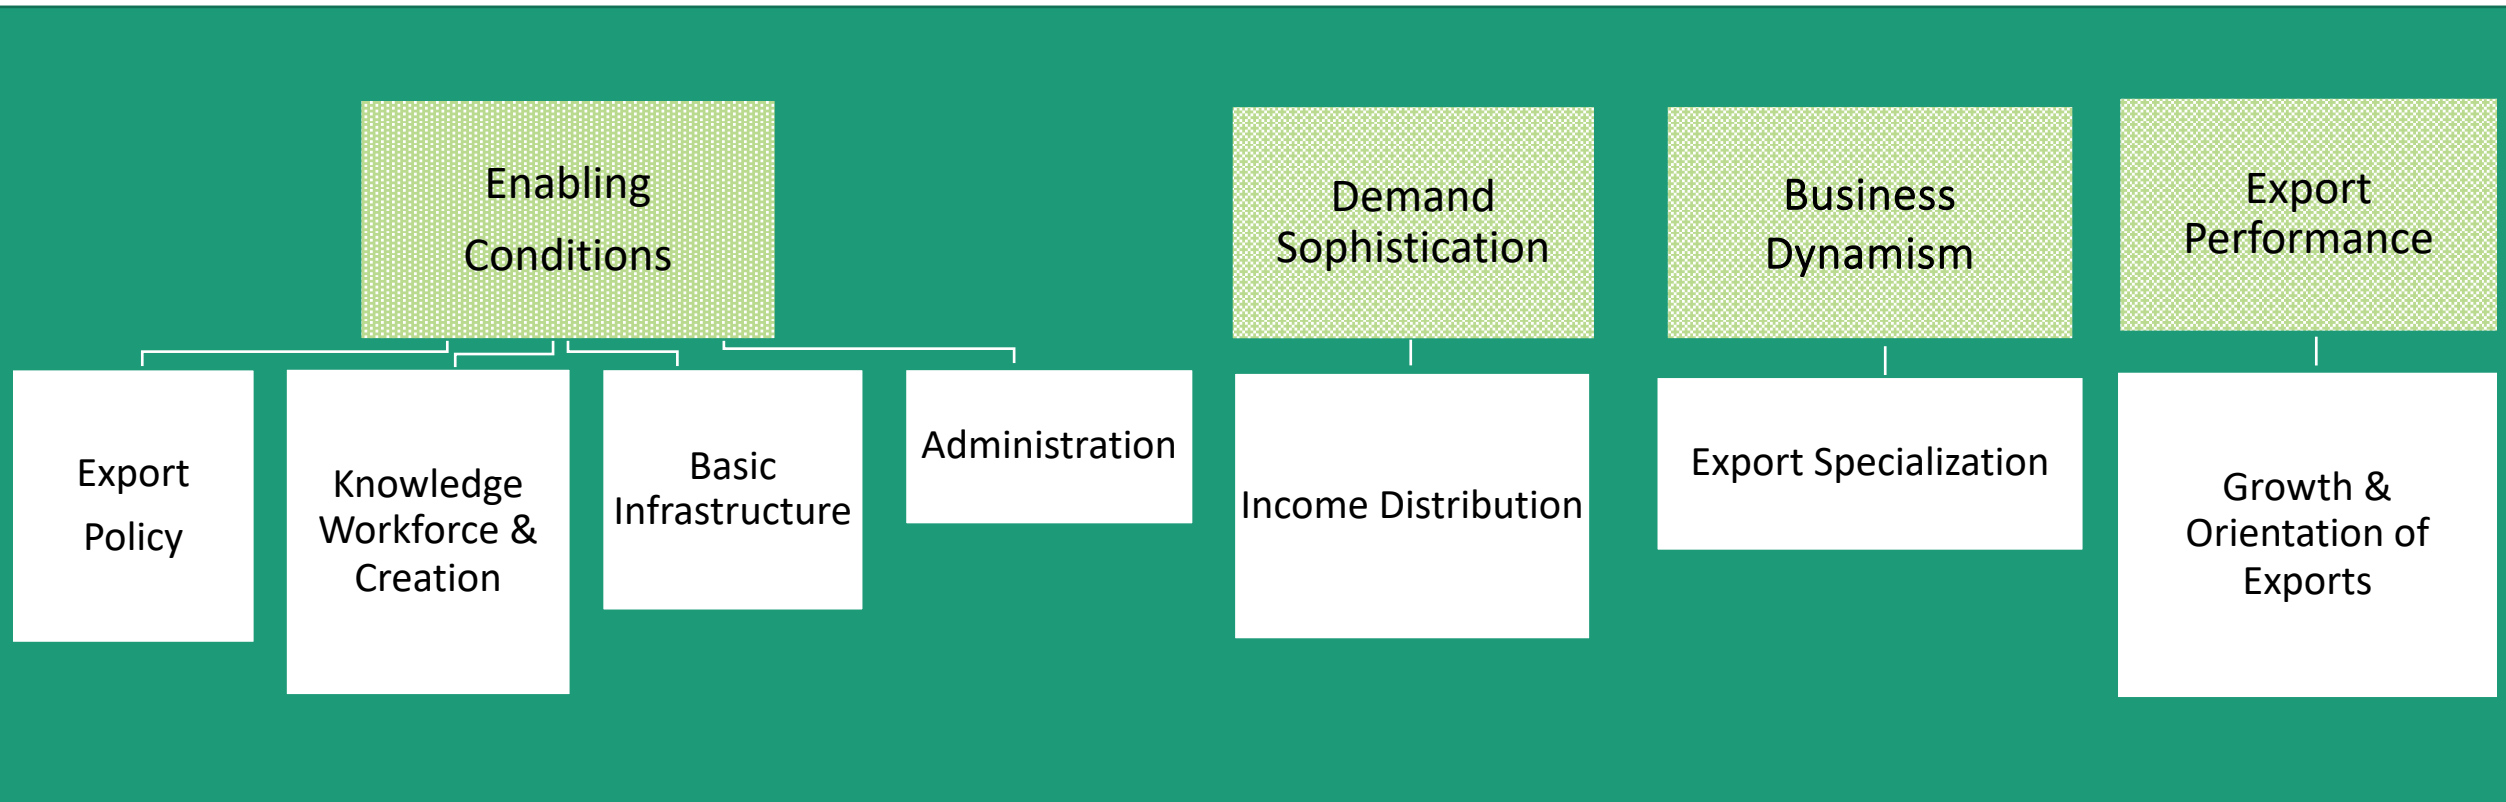 Enabling
Conditions
Demand
Sophistication
Business
Dynamism
Export
Performance
Export
Policy
Knowledge
Workforce &
Creation
Basic
Infrastructure
Administration
Income Distribution
Export Specialization
Growth &
Orientation of
Exports